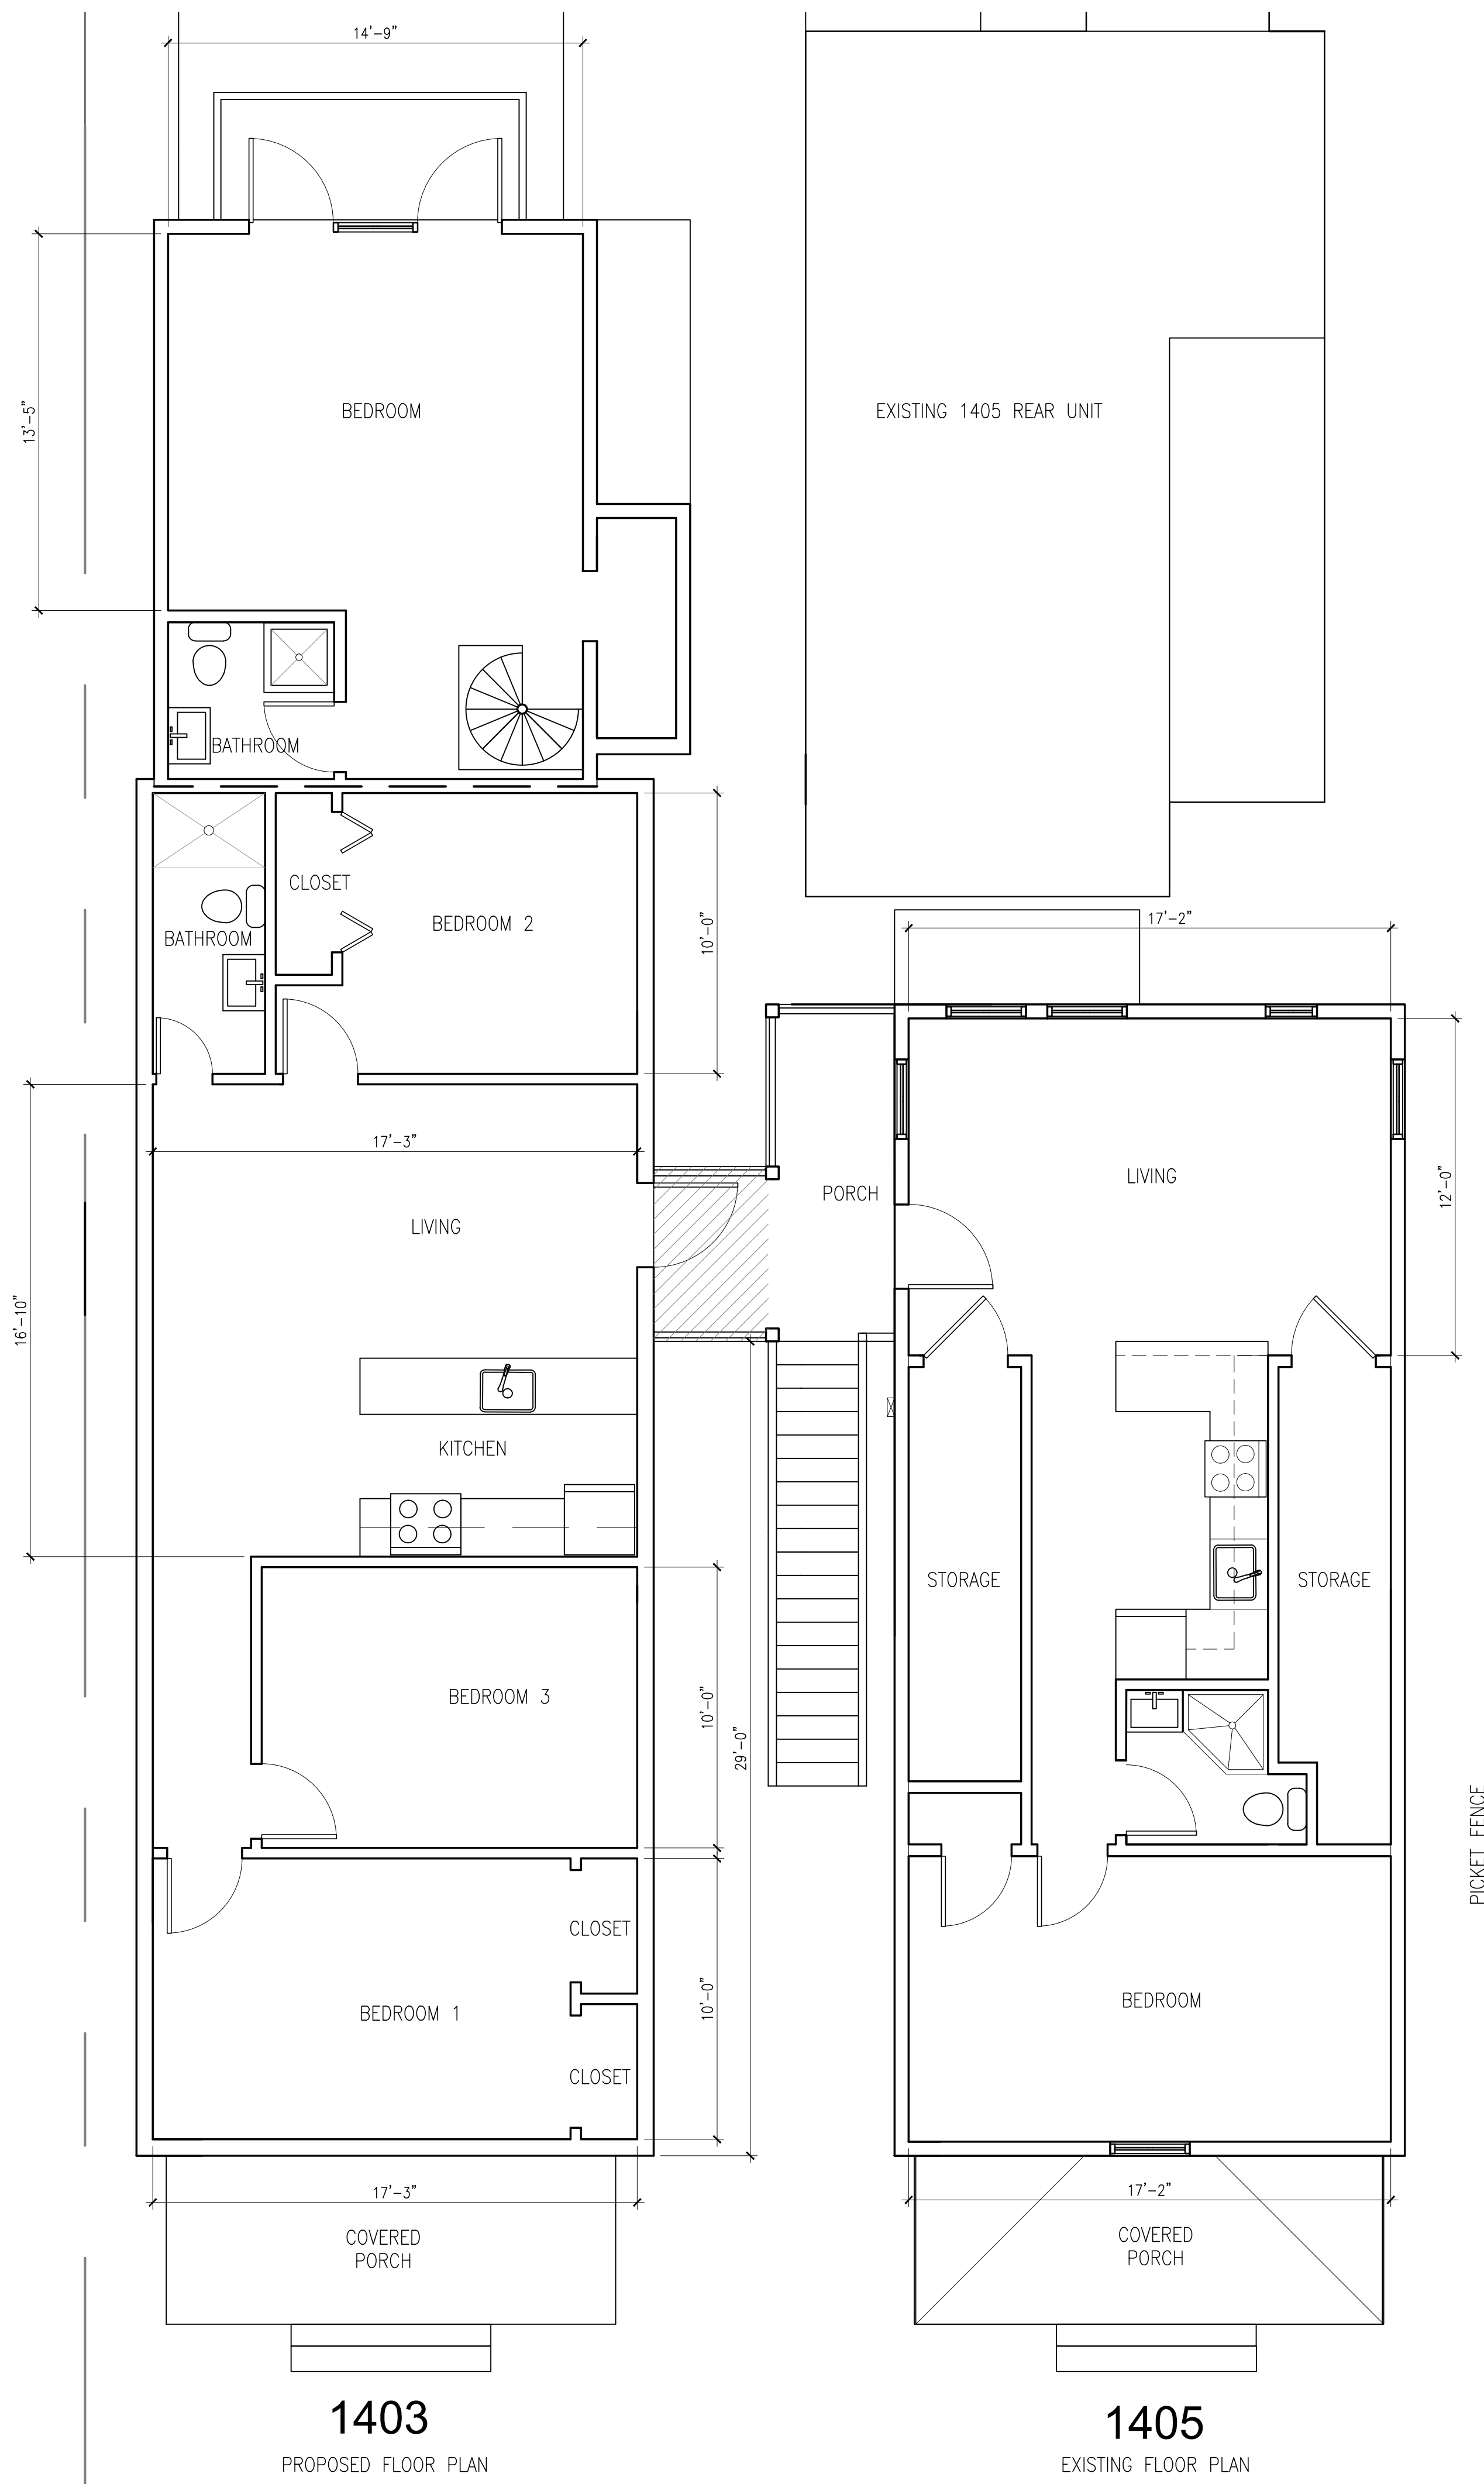 14'-9"
13'-5"
BEDROOM
EXISTING 1405 REAR UNIT
BATHROOM
CLOSET
BEDROOM 2
BATHROOM
10'-0"
17'-2"
17'-3"
LIVING
PORCH
LIVING
12'-0"
16'-10"
KITCHEN
STORAGE
STORAGE
BEDROOM 3
10'-0"
29'-0"
PICKET FENCE
CLOSET
BEDROOM 1
10'-0"
BEDROOM
CLOSET
17'-3"
17'-2"
COVERED
PORCH
COVERED
PORCH
1403
PROPOSED FLOOR PLAN
1405
EXISTING FLOOR PLAN